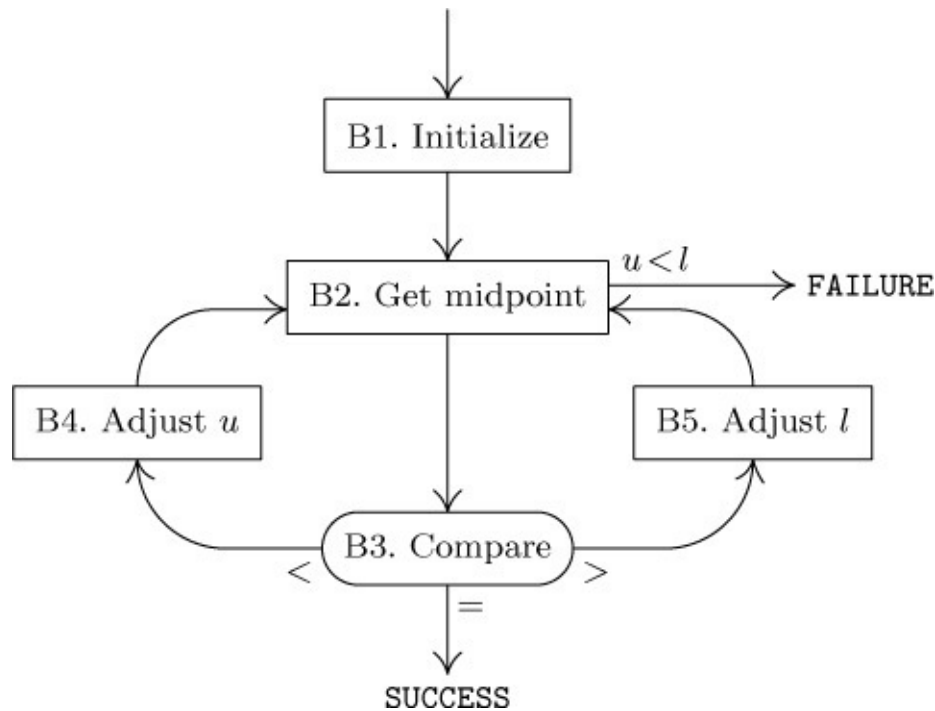 B1. Initialize
u < l
B2. Get midpoint
FAILURE
B4. Adjust u
B5. Adjust l
B3. Compare
<
>
=
SUCCESS